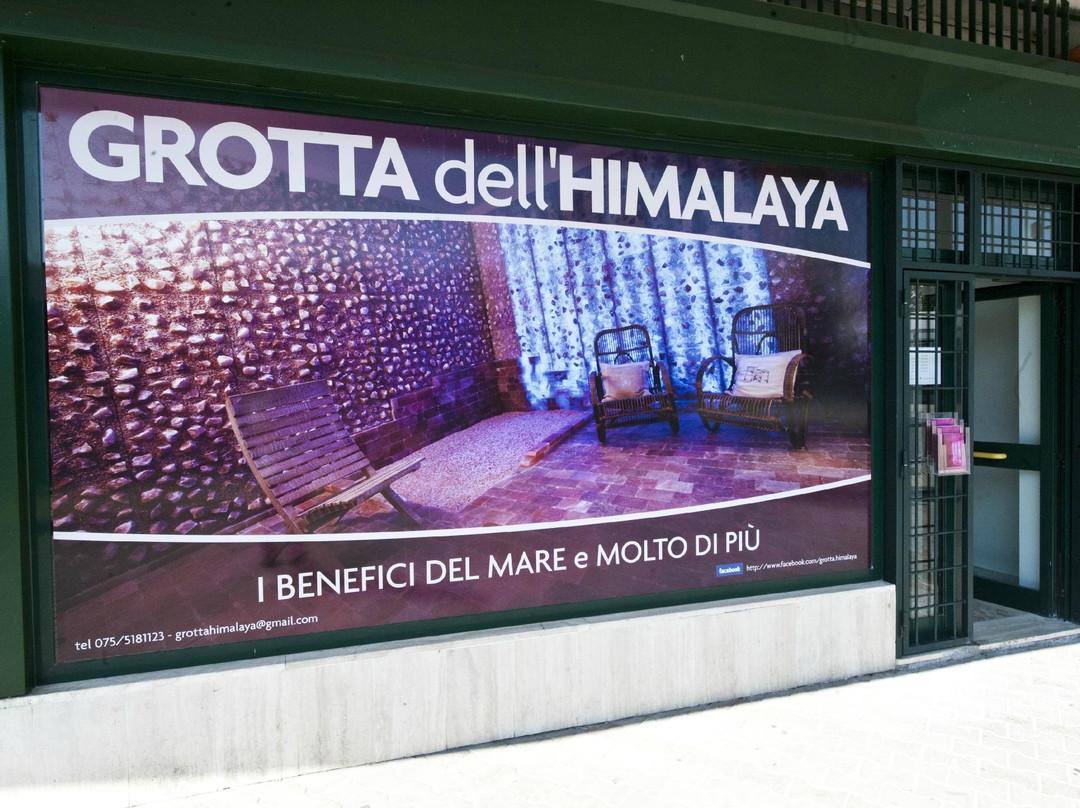 GROTTA dell'HIMALAYA
I BENEFICI DEL MARE e MOLTO DI PIÙ
facebook http://www.facebook.com/grotta.himalaya
tel 075/5181123 - grottahimalaya@gmail.com